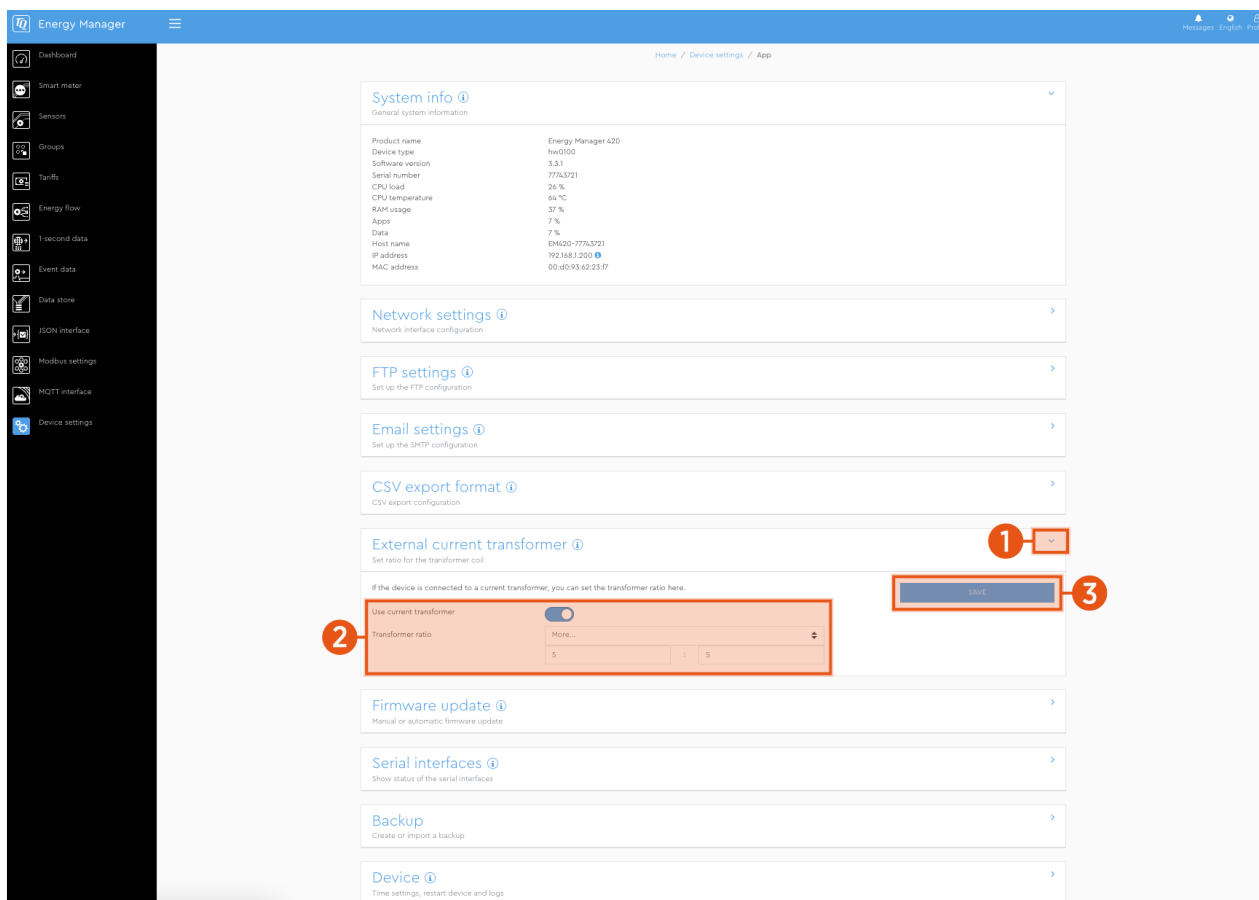 TQ Energy Manager
Messages English
Dashboard
Smart meter
Sensors
Groups
Tariffs
Energy flow
1-second data
Event data
Data store
JSON interface
Modbus settings
MQTT interface
Device settings
Home / Device settings / App
System info
General system information
Product name Energy Manager 420
Device type hw0100
Software version 3.3.1
Serial number 77743721
CPU load 26 %
CPU temperature 64 °C
RAM usage 37 %
Apps 7 %
Data 7 %
Host name EM420-77743721
IP address 192.168.1.200
MAC address 00:d0:93:62:23:f7
Network settings
Network interface configuration
FTP settings
Set up the FTP configuration
Email settings
Set up the SMTP configuration
CSV export format
CSV export configuration
External current transformer
1
Set ratio for the transformer coil
If the device is connected to a current transformer, you can set the transformer ratio here.
SAVE
3
Use current transformer
2
Transformer ratio More...
5 : 5
Firmware update
Manual or automatic firmware update
Serial interfaces
Show status of the serial interfaces
Backup
Create or import a backup
Device
Time settings, restart device and logs